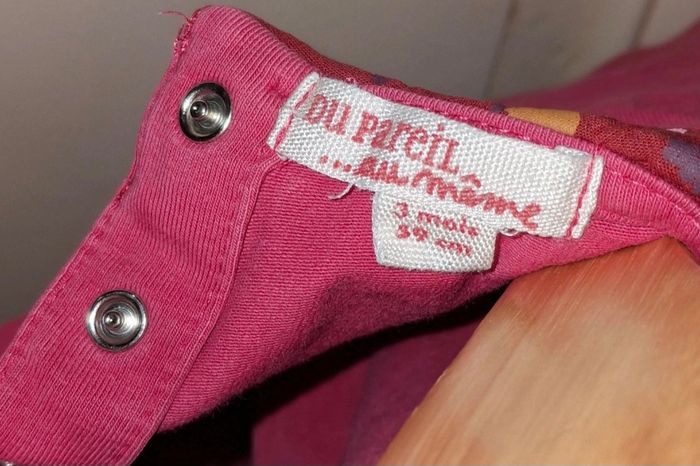 DU PAREIL
...au même
3 mois
59 cm